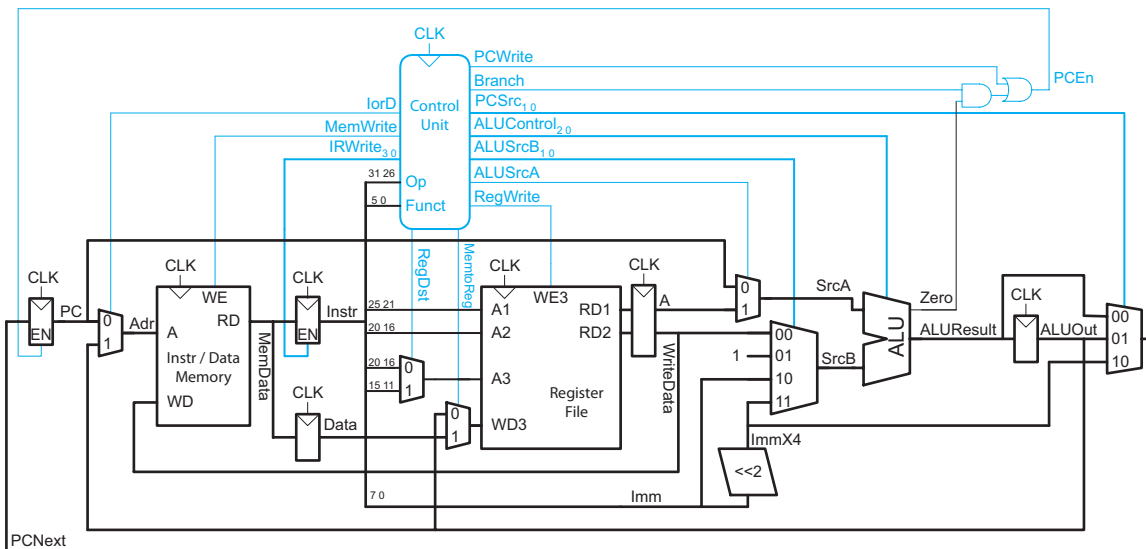 CLK
PCWrite
Branch
PCEn
IorD
Control
Unit
PCSrc1 0
MemWrite
ALUControl2 0
IRWrite3 0
ALUSrcB1 0
31 26
Op
ALUSrcA
5 0
Funct
RegWrite
RegDst
MemtoReg
CLK
CLK
CLK
CLK
CLK
WE
WE3
A
SrcA
Zero
CLK
PC
0
1
Adr
A
RD
EN
EN
Instr
25 21
A1
RD1
0
1
20 16
A2
RD2
00
01
10
11
1
SrcB
ALU
ALUResult
ALUOut
00
01
10
Instr / Data
Memory
MemData
20 16
15 11
0
1
A3
Register
File
WriteData
WD
CLK
Data
0
1
WD3
ImmX4
<<2
7 0
Imm
PCNext